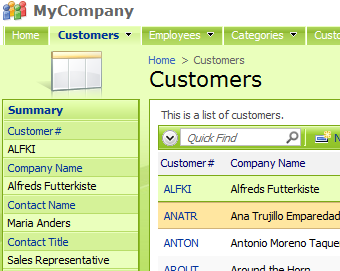 MyCompany
Home Customers Employees Categories
Home > Customers
Customers
This is a list of customers.
Quick Find
Customer# Company Name
ALFKI Alfreds Futterkiste
ANATR Ana Trujillo Emparedad
ANTON Antonio Moreno Taque
AROUT Around the Horn
Summary
Customer#
ALFKI
Company Name
Alfreds Futterkiste
Contact Name
Maria Anders
Contact Title
Sales Representative